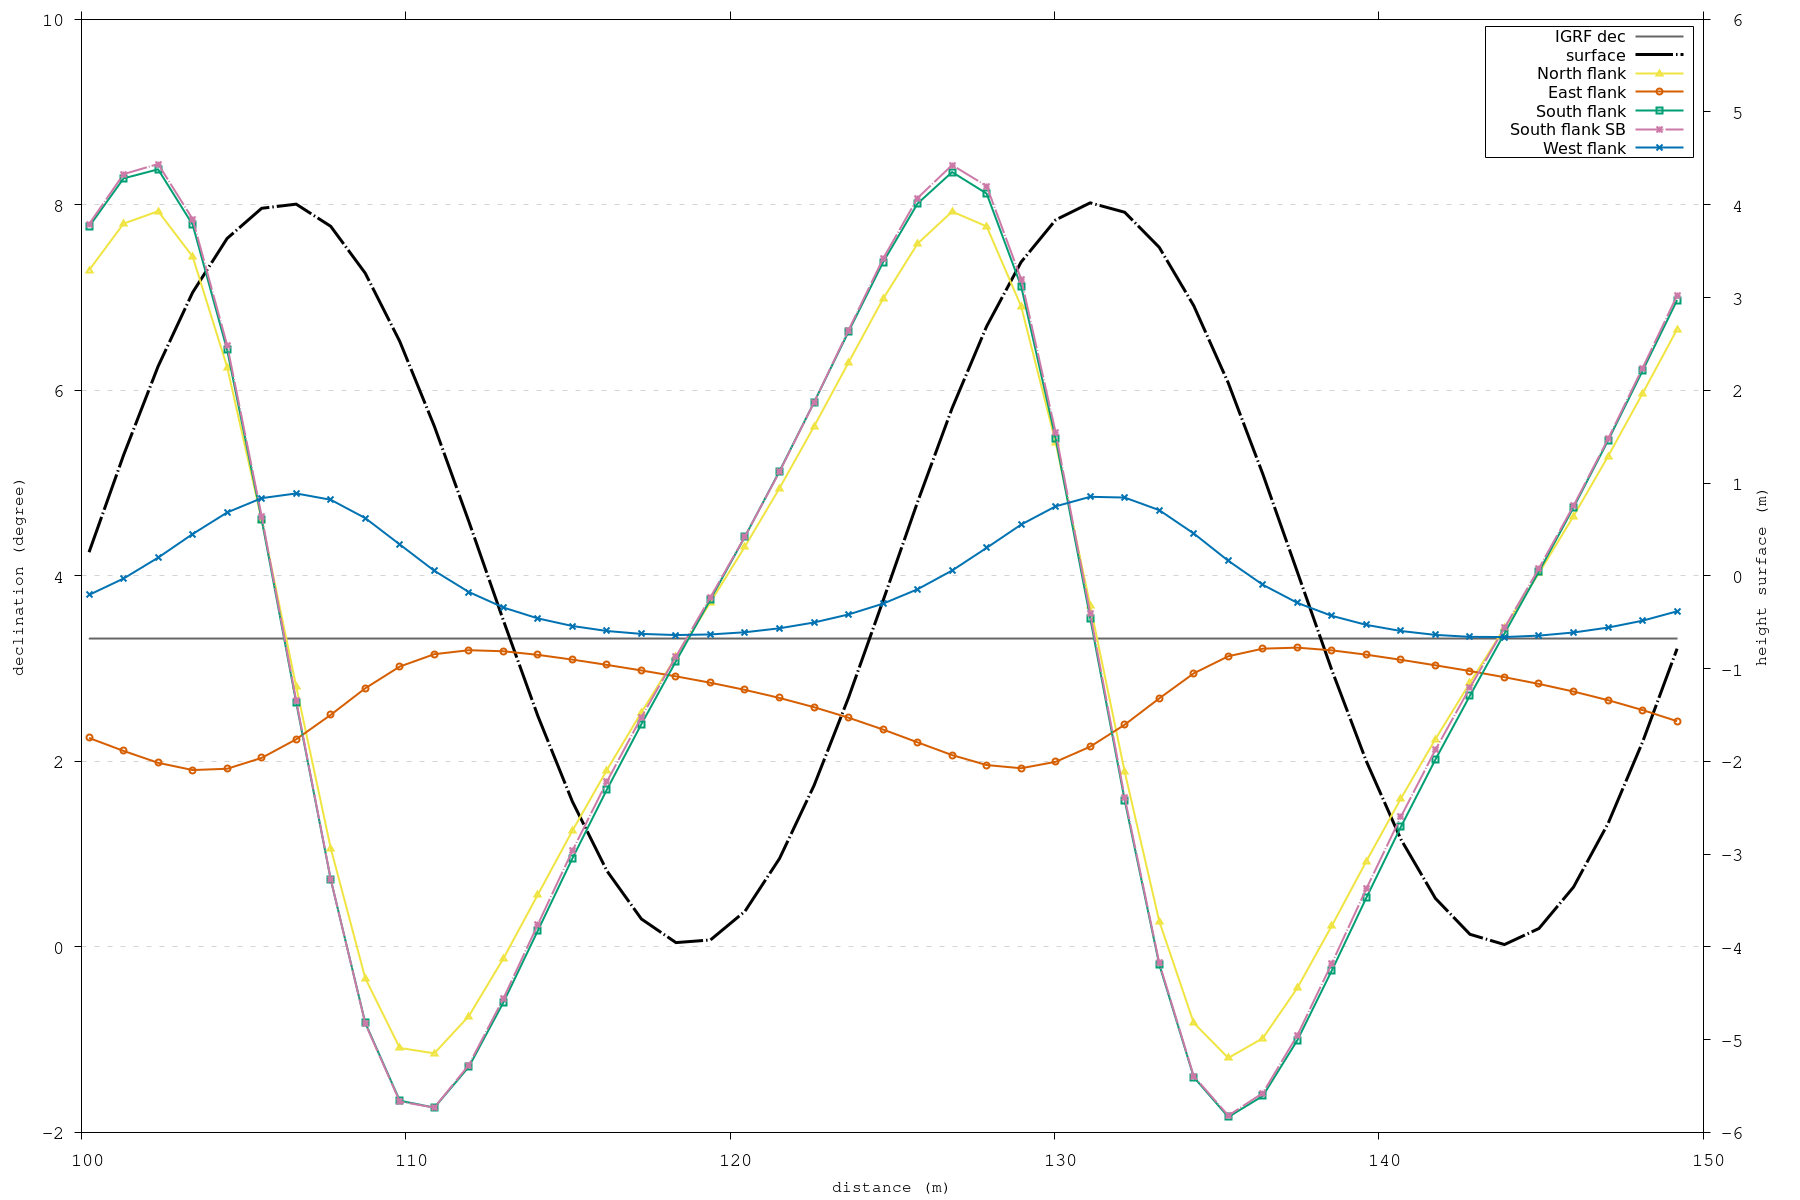 10
8
6
4
2
0
-2
declination (degree)
6
5
4
3
2
1
0
-1
-2
-3
-4
-5
-6
height surface (m)
IGRF dec
surface
North flank
East flank
South flank
South flank SB
West flank
100 110 120 130 140 150
distance (m)